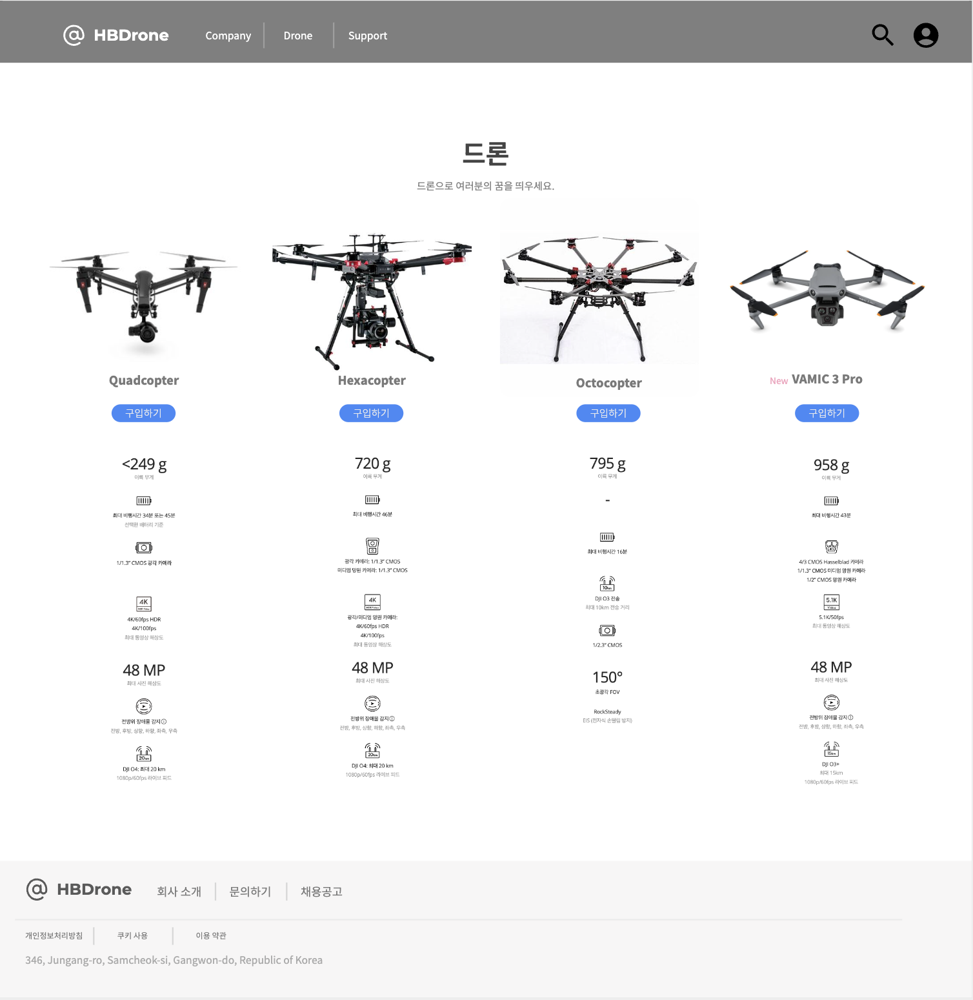 @ HBDrone
Company
Drone
Support
드론
드론으로 여러분의 꿈을 띄우세요.
Quadcopter
구입하기
<249 g
이륙 무게
최대 비행시간 34분 또는 45분
선택한 배터리 기준
1/1.3” CMOS 광각 카메라
4K
HDR Video
4K/60fps HDR
4K/100fps
최대 동영상 해상도
48 MP
최대 사진 해상도
전방위 장애물 감지
전방, 후방, 상향, 하향, 좌측, 우측
20km
DJI O4: 최대 20 km
1080p/60fps 라이브 피드
Hexacopter
구입하기
720 g
이륙 무게
최대 비행시간 46분
광각 카메라: 1/1.3” CMOS
미디엄 망원 카메라: 1/1.3” CMOS
4K
HDR Video
광각/미디엄 망원 카메라:
4K/60fps HDR
4K/100fps
최대 동영상 해상도
48 MP
최대 사진 해상도
전방위 장애물 감지
전방, 후방, 상향, 하향, 좌측, 우측
20km
DJI O4: 최대 20 km
1080p/60fps 라이브 피드
Octocopter
구입하기
795 g
이륙 무게
-
최대 비행시간 16분
10km
DJI O3 전송
최대 10km 전송 거리
1/2.3” CMOS
150°
초광각 FOV
RockSteady
EIS (전자식 손떨림 방지)
New VAMIC 3 Pro
구입하기
958 g
이륙 무게
최대 비행시간 43분
4/3
4/3 CMOS Hasselblad 카메라
1/1.3” CMOS 미디엄 망원 카메라
1/2” CMOS 망원 카메라
5.1K
Video
5.1K/50fps
최대 동영상 해상도
48 MP
최대 사진 해상도
전방위 장애물 감지
전방, 후방, 상향, 하향, 좌측, 우측
15km
DJI O3+
최대 15km
1080p/60fps 라이브 피드
@ HBDrone
회사 소개
문의하기
채용공고
개인정보처리방침
쿠키 사용
이용 약관
346, Jungang-ro, Samcheok-si, Gangwon-do, Republic of Korea